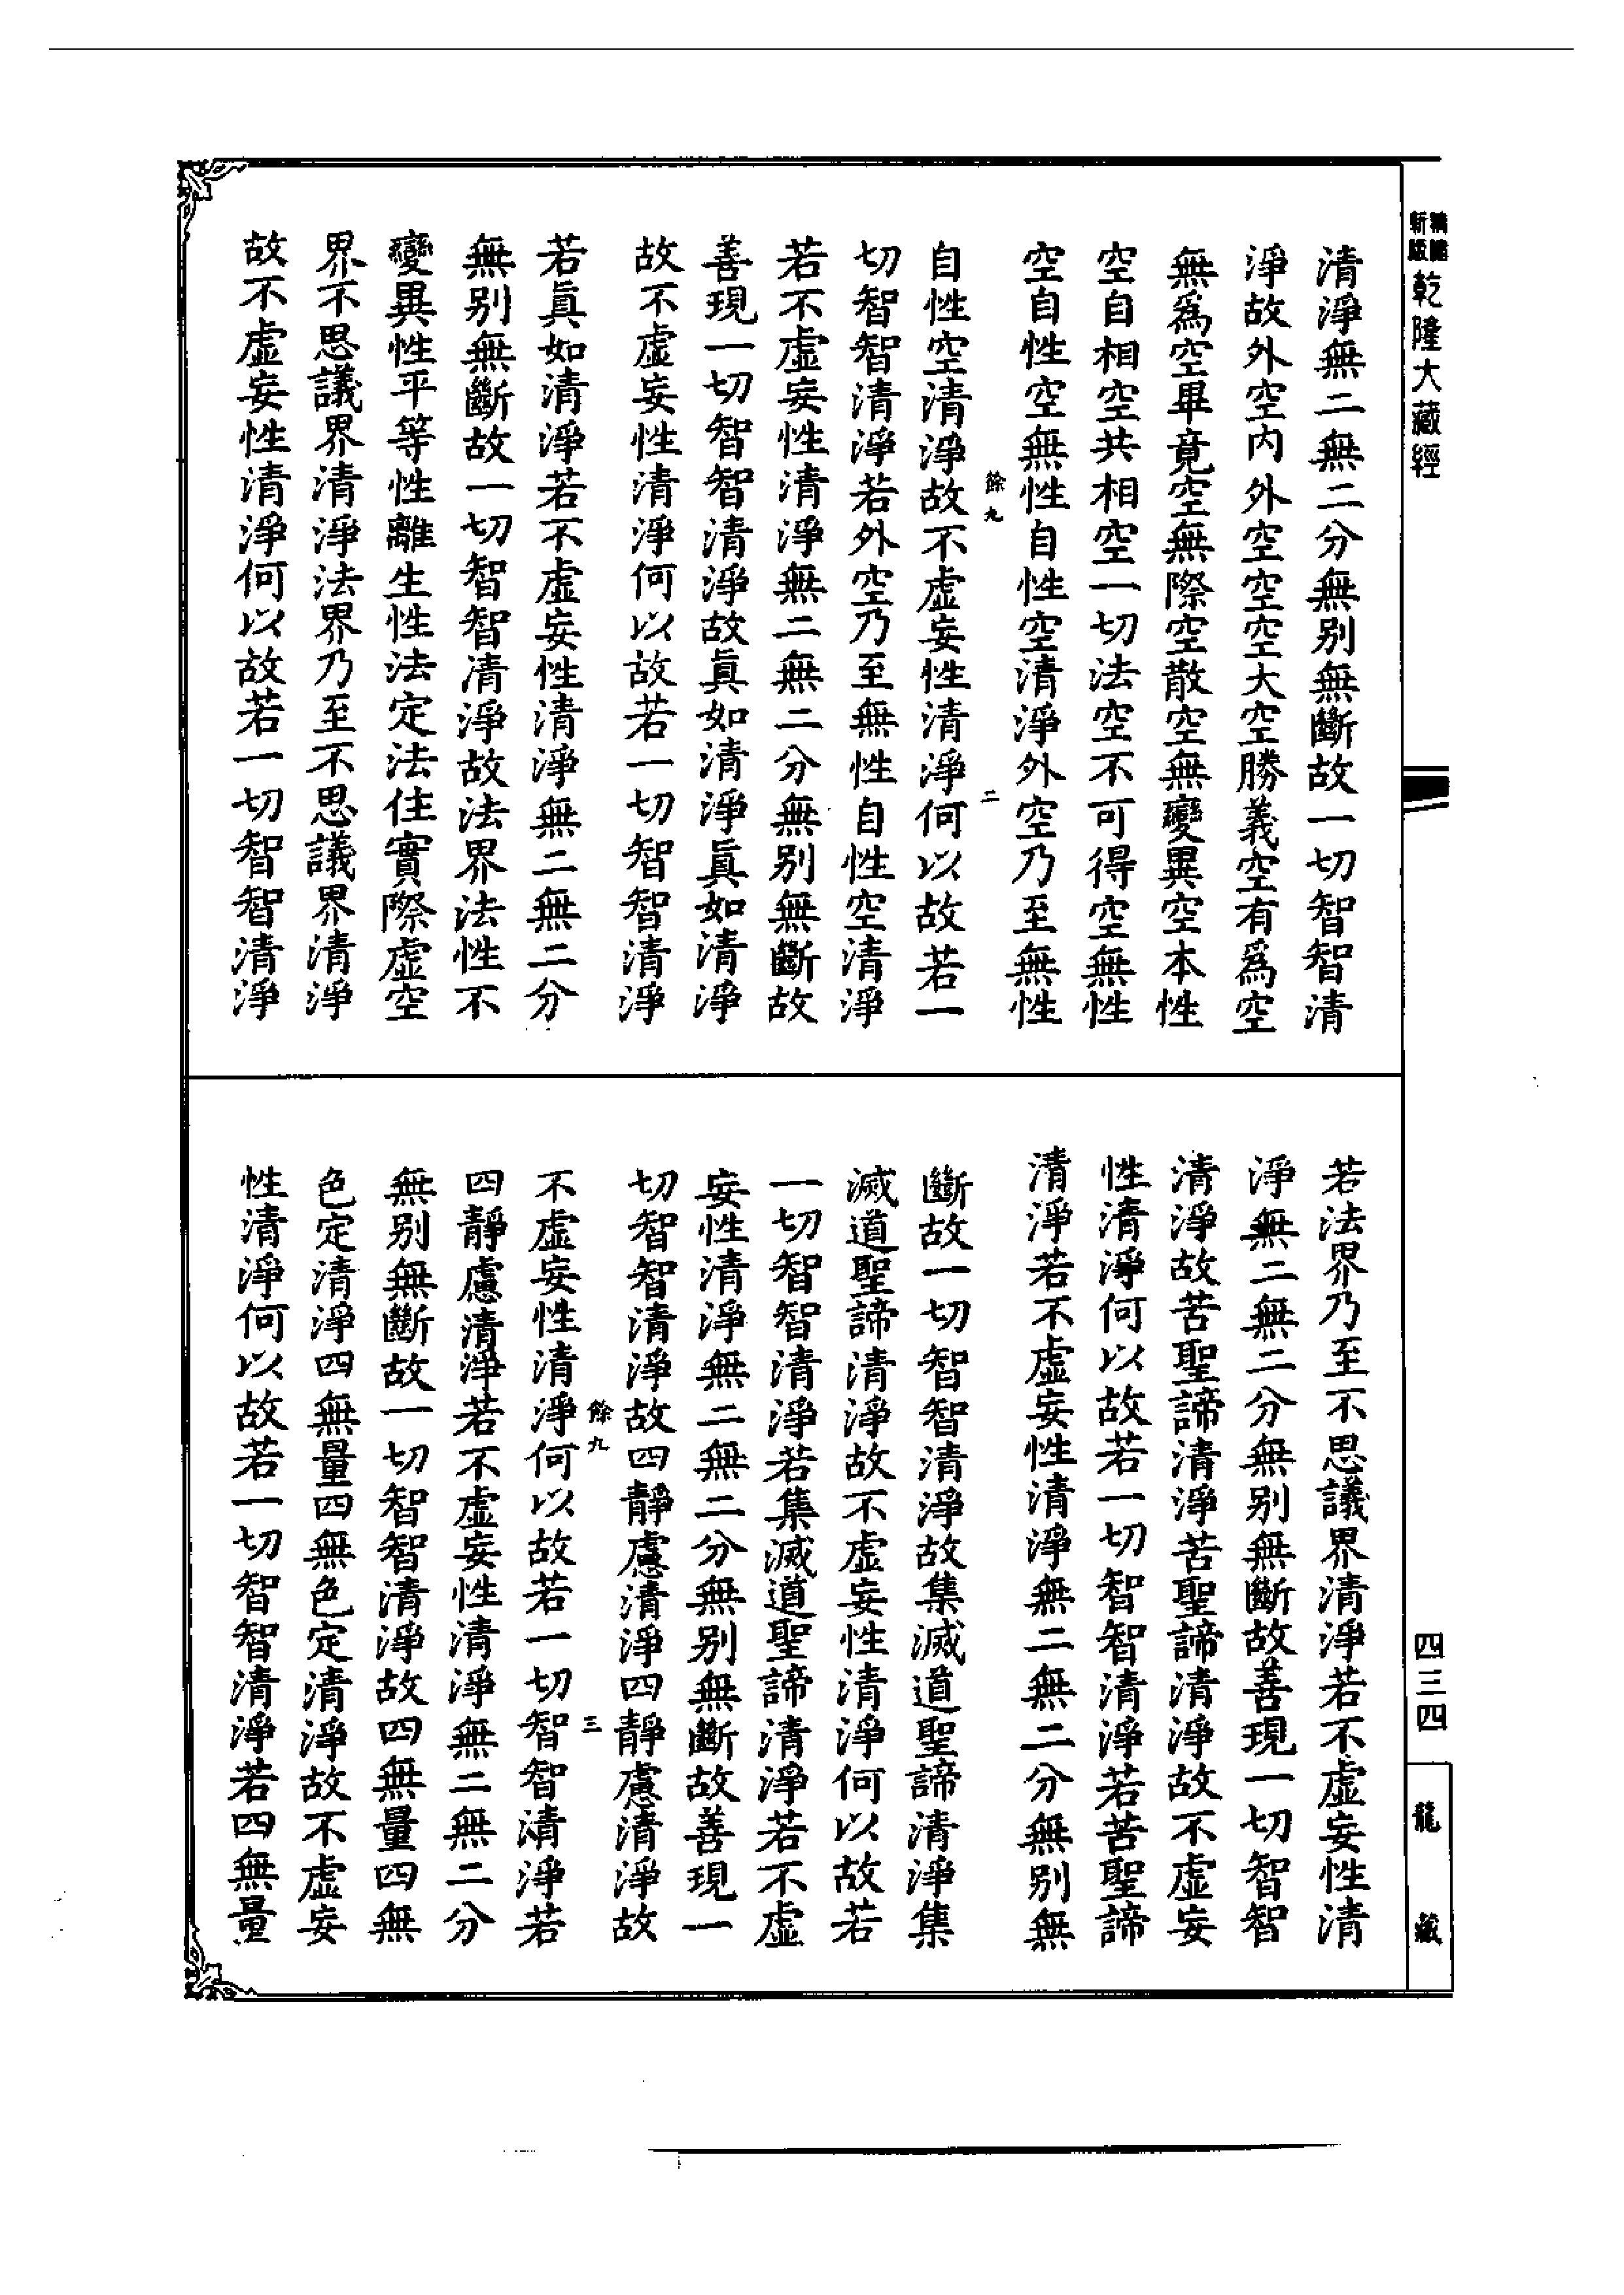 新版
乾隆大藏經
清淨無二無二分無别無斷故一切智智清
淨故外空内外空空空大空勝義空有爲空
無爲空畢竟空無際空散空無變異空本性
空自相空共相空一切法空不可得空無性
空自性空無性自性空清淨外空乃至無性
餘九
二
自性空清淨故不虛妄性清淨何以故若一
切智智清淨若外空乃至無性自性空清淨
若不虛妄性清淨無二無二分無别無斷故
善現一切智智清淨故眞如清淨眞如清淨
故不虛妄性清淨何以故若一切智智清淨
若眞如清淨若不虛妄性清淨無二無二分
無别無斷故一切智智清淨故法界法性不
變異性平等性離生性法定法住實際虛空
界不思議界清淨法界乃至不思議界清淨
故不虛妄性清淨何以故若一切智智清淨
若法界乃至不思議界清淨若不虛妄性清
淨無二無二分無别無斷故善現一切智智
清淨故苦聖諦清淨苦聖諦清淨故不虛妄
性清淨何以故若一切智智清淨若苦聖諦
清淨若不虛妄性清淨無二無二分無别無
斷故一切智智清淨故集滅道聖諦清淨集
滅道聖諦清淨故不虛妄性清淨何以故若
一切智智清淨若集滅道聖諦清淨若不虛
妄性清淨無二無二分無别無斷故善現一
切智智清淨故四靜慮清淨四靜慮清淨故
餘九
三
不虛妄性清淨何以故若一切智智清淨若
四靜慮清淨若不虛妄性清淨無二無二分
無别無斷故一切智智清淨故四無量四無
色定清淨四無量四無色定清淨故不虛妄
性清淨何以故若一切智智清淨若四無量
四三四
龍藏